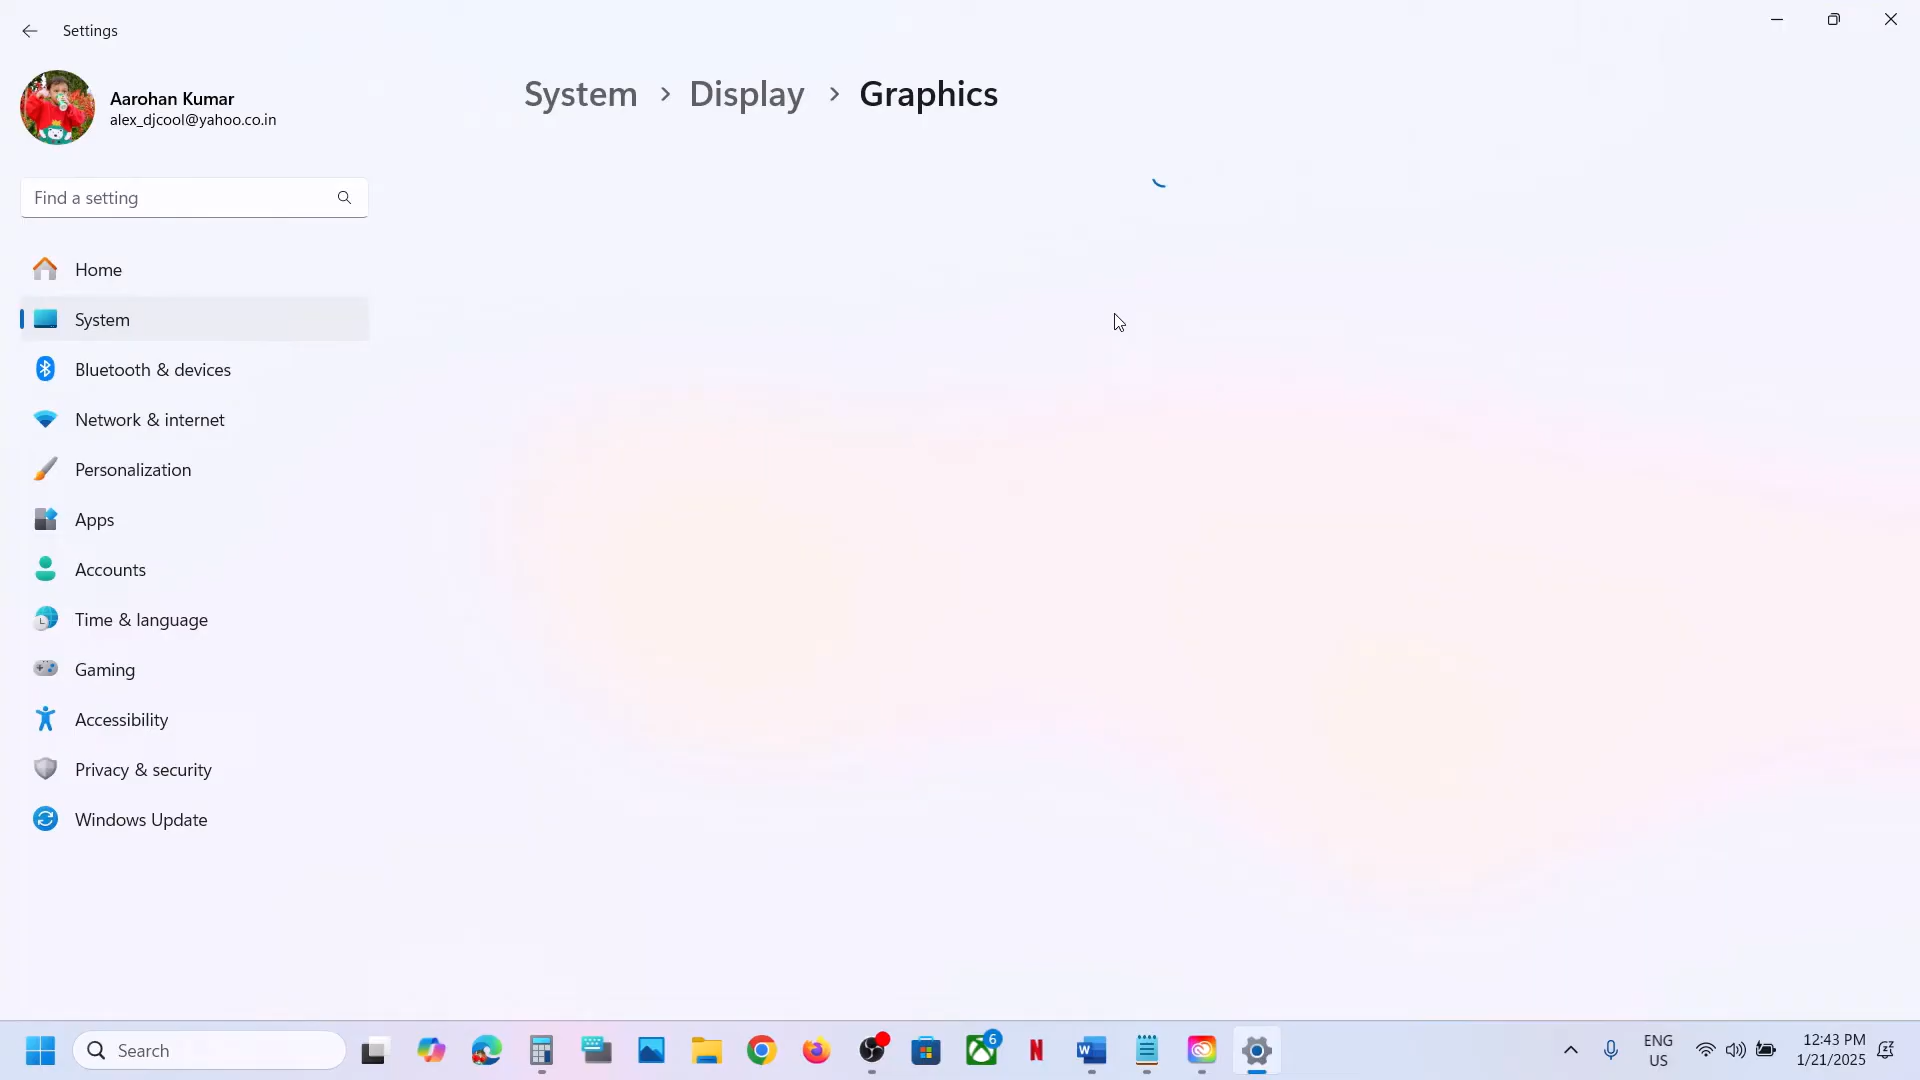 Settings
Aarohan Kumar
alex_djcool@yahoo.co.in
System > Display > Graphics
Find a setting
Home
System
Bluetooth & devices
Network & internet
Personalization
Apps
Accounts
Time & language
Gaming
Accessibility
Privacy & security
Windows Update
Search
6
N
W
ENG
US
12:43 PM
1/21/2025